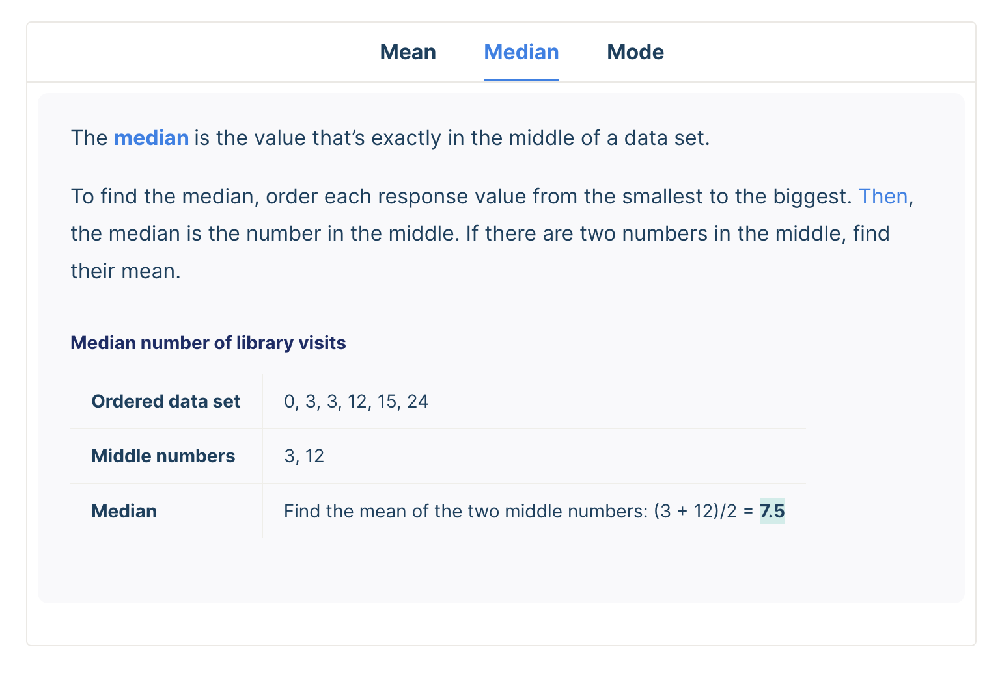 Mean Median Mode
The median is the value that’s exactly in the middle of a data set.
To find the median, order each response value from the smallest to the biggest. Then,
the median is the number in the middle. If there are two numbers in the middle, find
their mean.
Median number of library visits
Ordered data set 0, 3, 3, 12, 15, 24
Middle numbers 3, 12
Median Find the mean of the two middle numbers: (3 + 12)/2 = 7.5